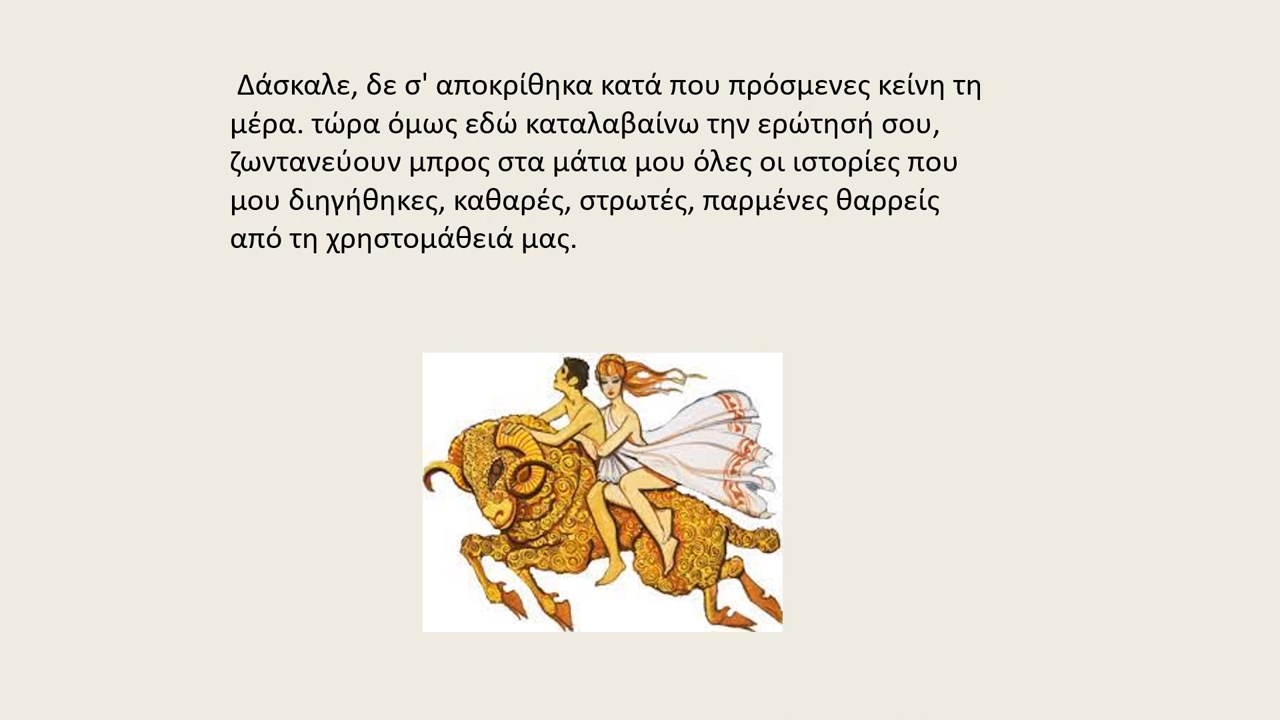 Δάσκαλε, δε σ' αποκρίθηκα κατά που πρόσμενες κείνη τη
μέρα. τώρα όμως εδώ καταλαβαίνω την ερώτησή σου,
ζωντανεύουν μπρος στα μάτια μου όλες οι ιστορίες που
μου διηγήθηκες, καθαρές, στρωτές, παρμένες θαρρείς
από τη χρηστομάθειά μας.